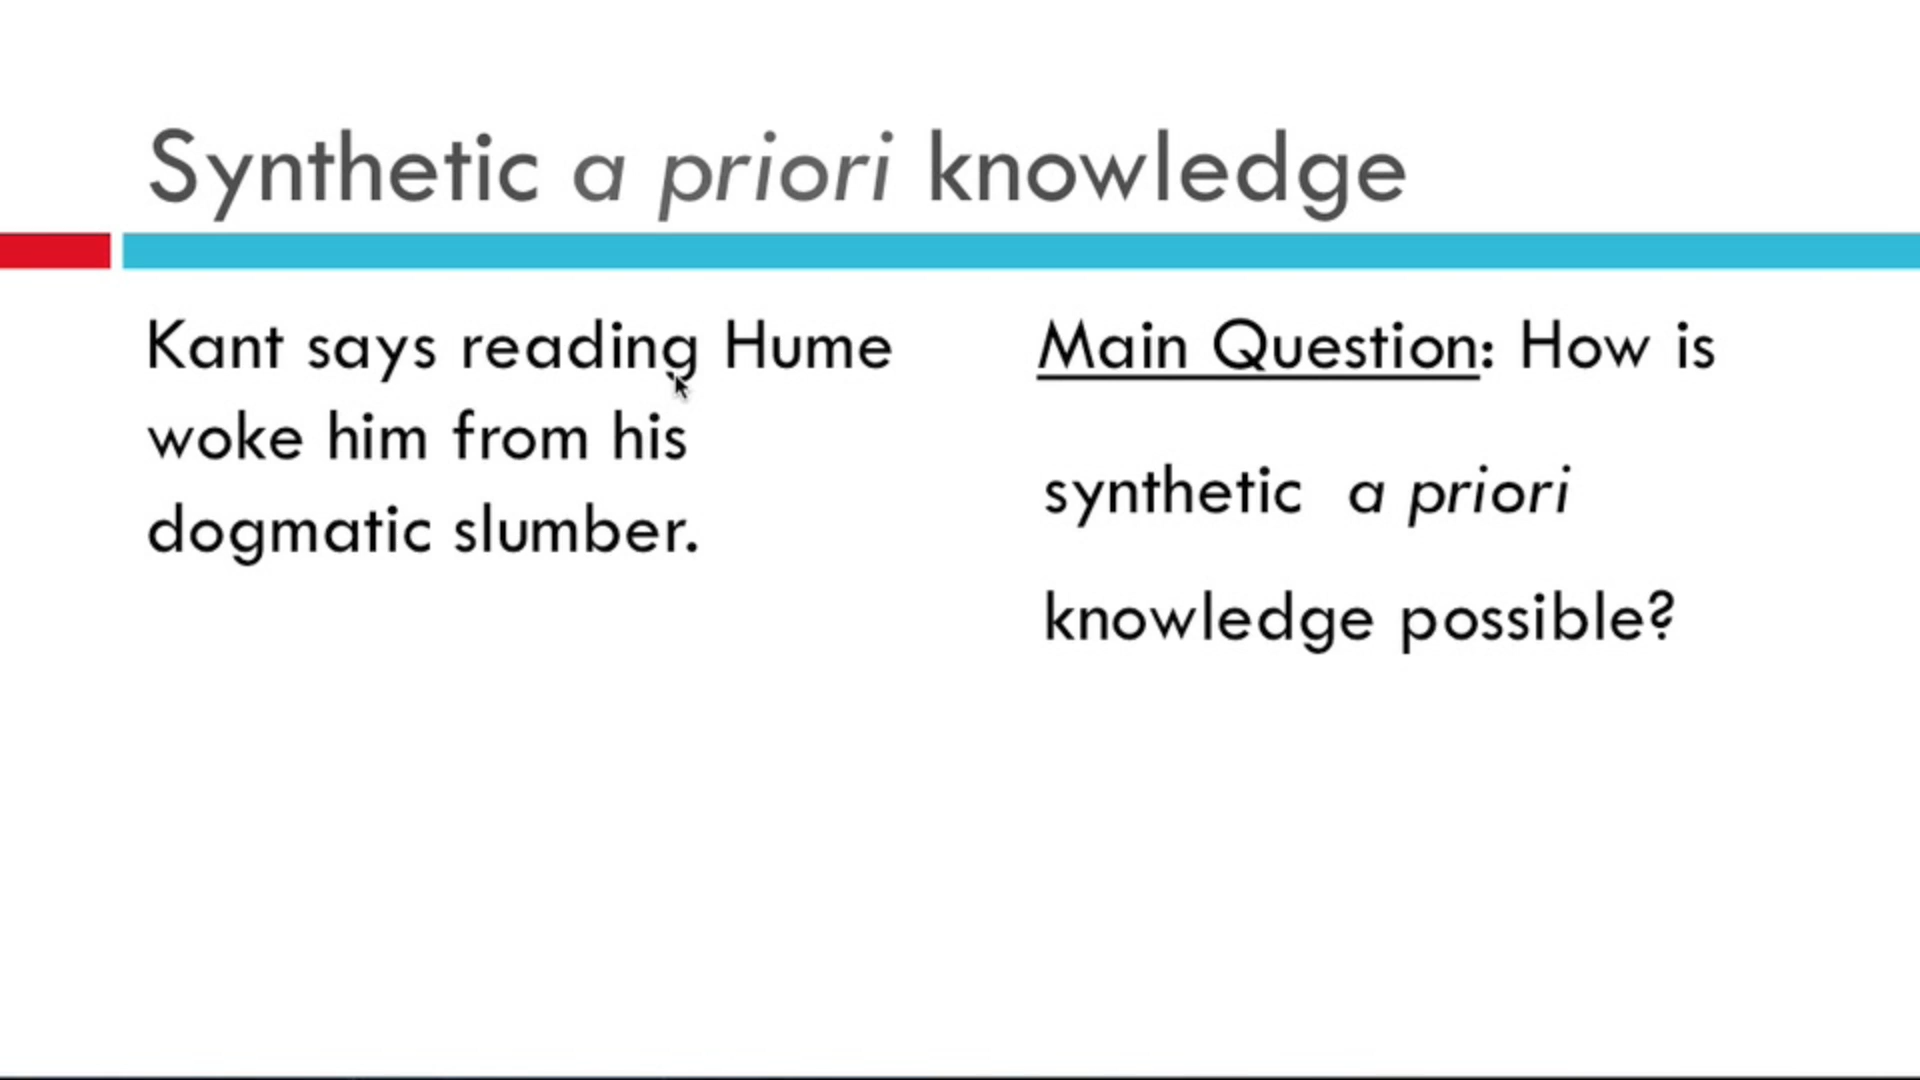 Synthetic a priori knowledge
Kant says reading Hume
woke him from his
dogmatic slumber.
Main Question: How is
synthetic a priori
knowledge possible?